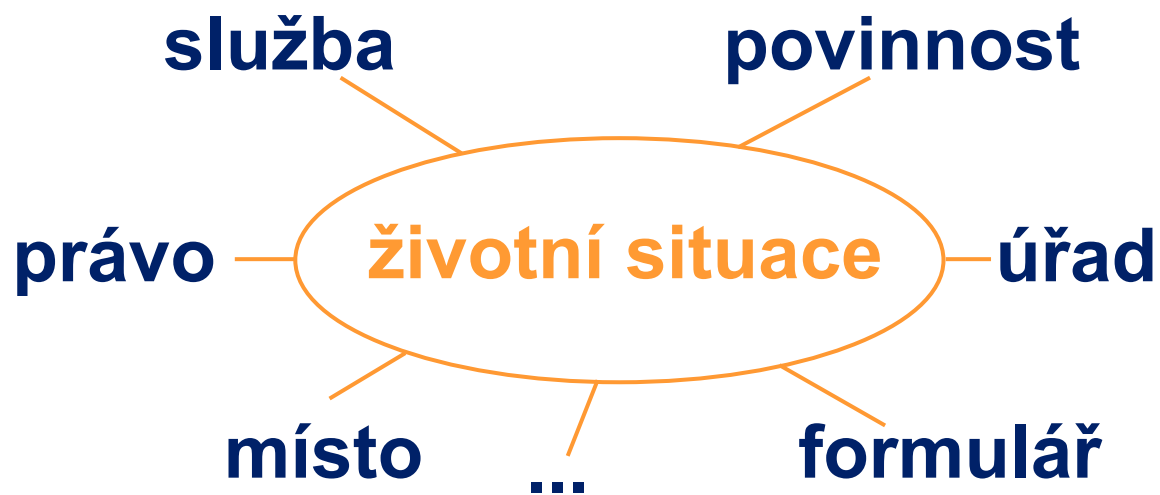 služba
povinnost
právo
životní situace
úřad
místo
...
formulář